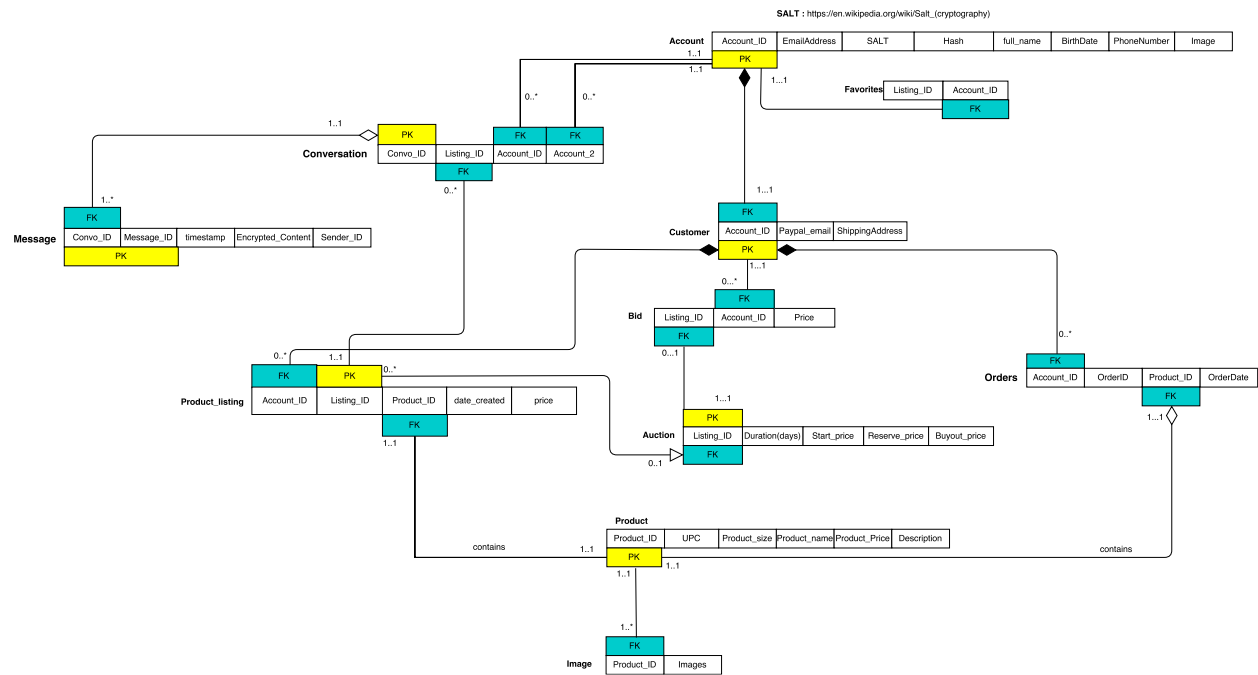 SALT : https://en.wikipedia.org/wiki/Salt_(cryptography)
Account Account_ID EmailAddress SALT Hash full_name BirthDate PhoneNumber Image
PK
1..1
1..1
1...1
Favorites Listing_ID Account_ID
FK
0..*
0..*
1..1
PK FK FK
Conversation Convo_ID Listing_ID Account_ID Account_2
FK
0..*
1..*
1...1
FK
Message Convo_ID Message_ID timestamp Encrypted_Content Sender_ID
PK
FK
Customer Account_ID Paypal_email ShippingAddress
PK
1...1
0...*
FK
Bid Listing_ID Account_ID Price
FK
0...1
0..*
1..1
0..*
0..*
FK PK
Product_listing Account_ID Listing_ID Product_ID date_created price
FK
1..1
FK
Orders Account_ID OrderID Product_ID OrderDate
FK
1...1
1...1
PK
Auction Listing_ID Duration(days) Start_price Reserve_price Buyout_price
FK
0..1
Product
Product_ID UPC Product_size Product_name Product_Price Description
PK
contains
1..1
1..1
contains
1..1
1..*
FK
Image Product_ID Images